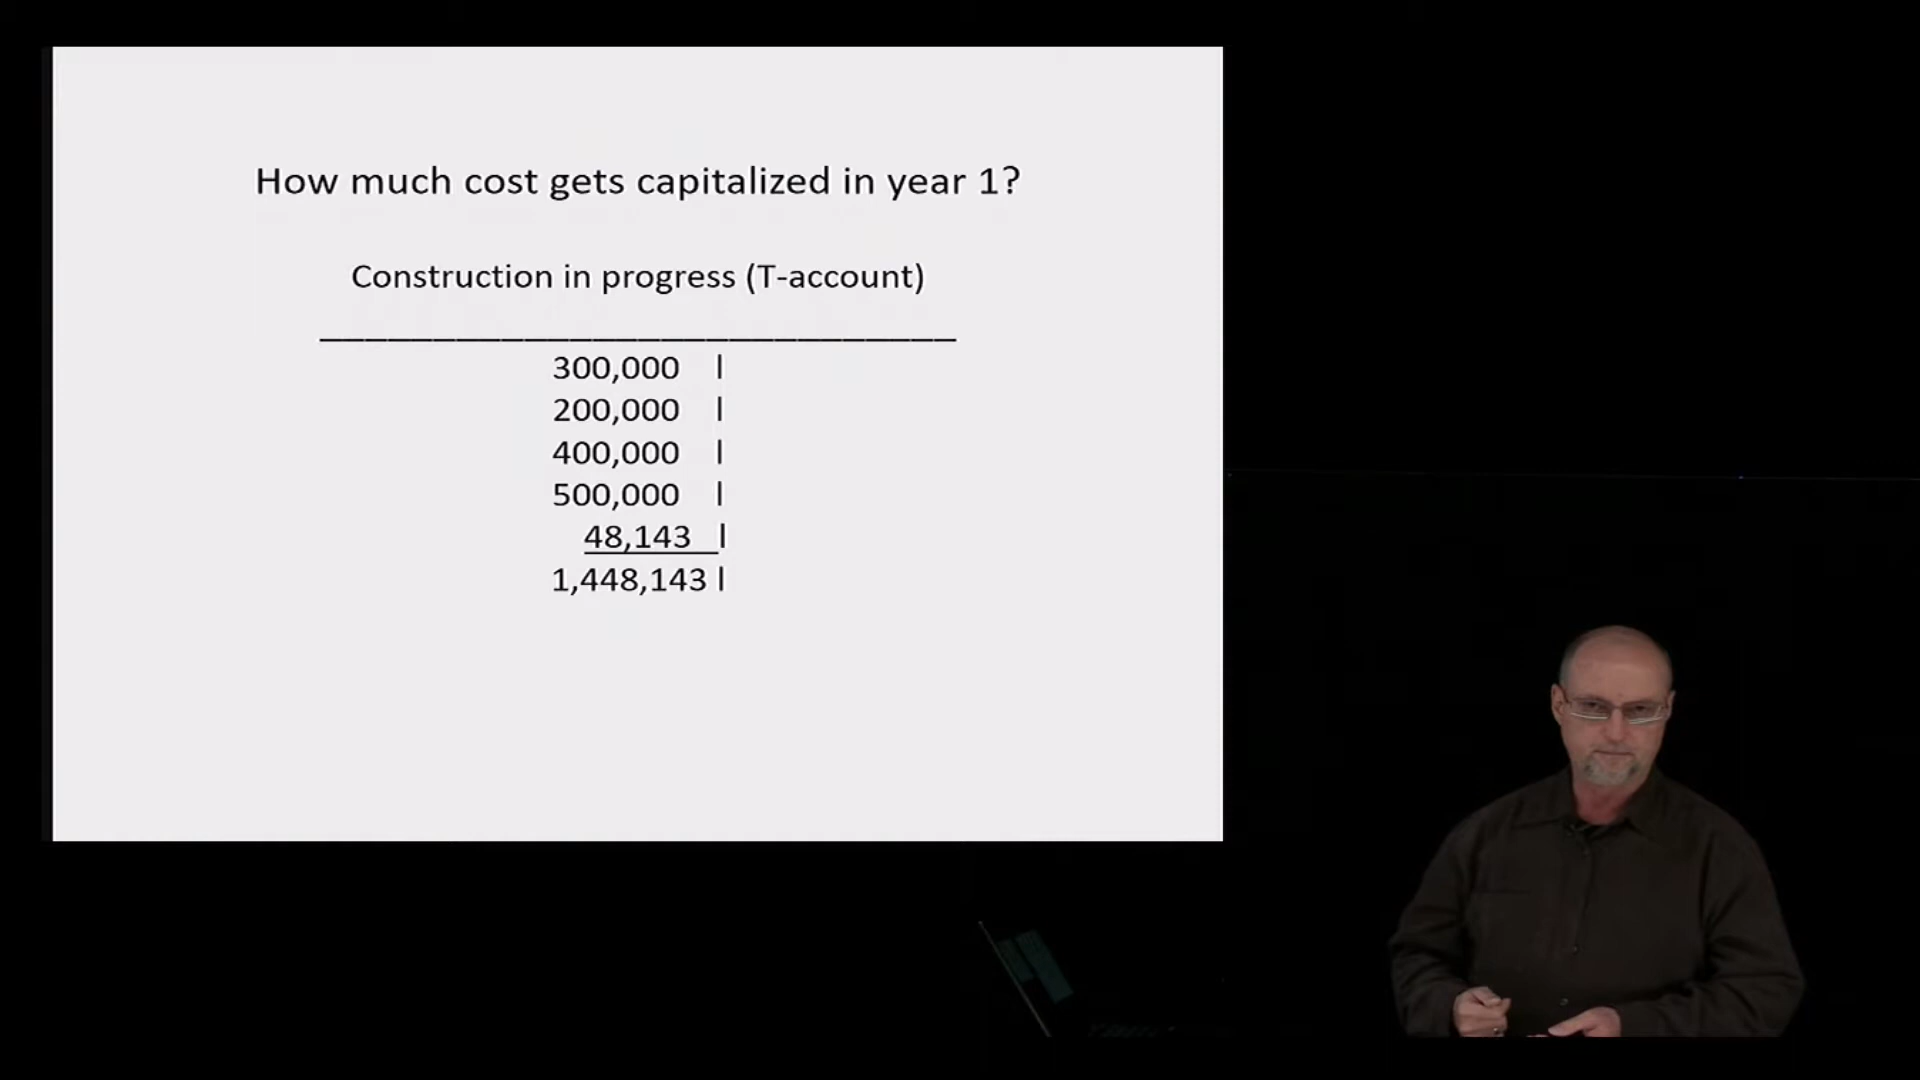 How much cost gets capitalized in year 1?
Construction in progress (T-account)
____________________________
300,000 l
200,000 l
400,000 l
500,000 l
48,143 l
1,448,143 l